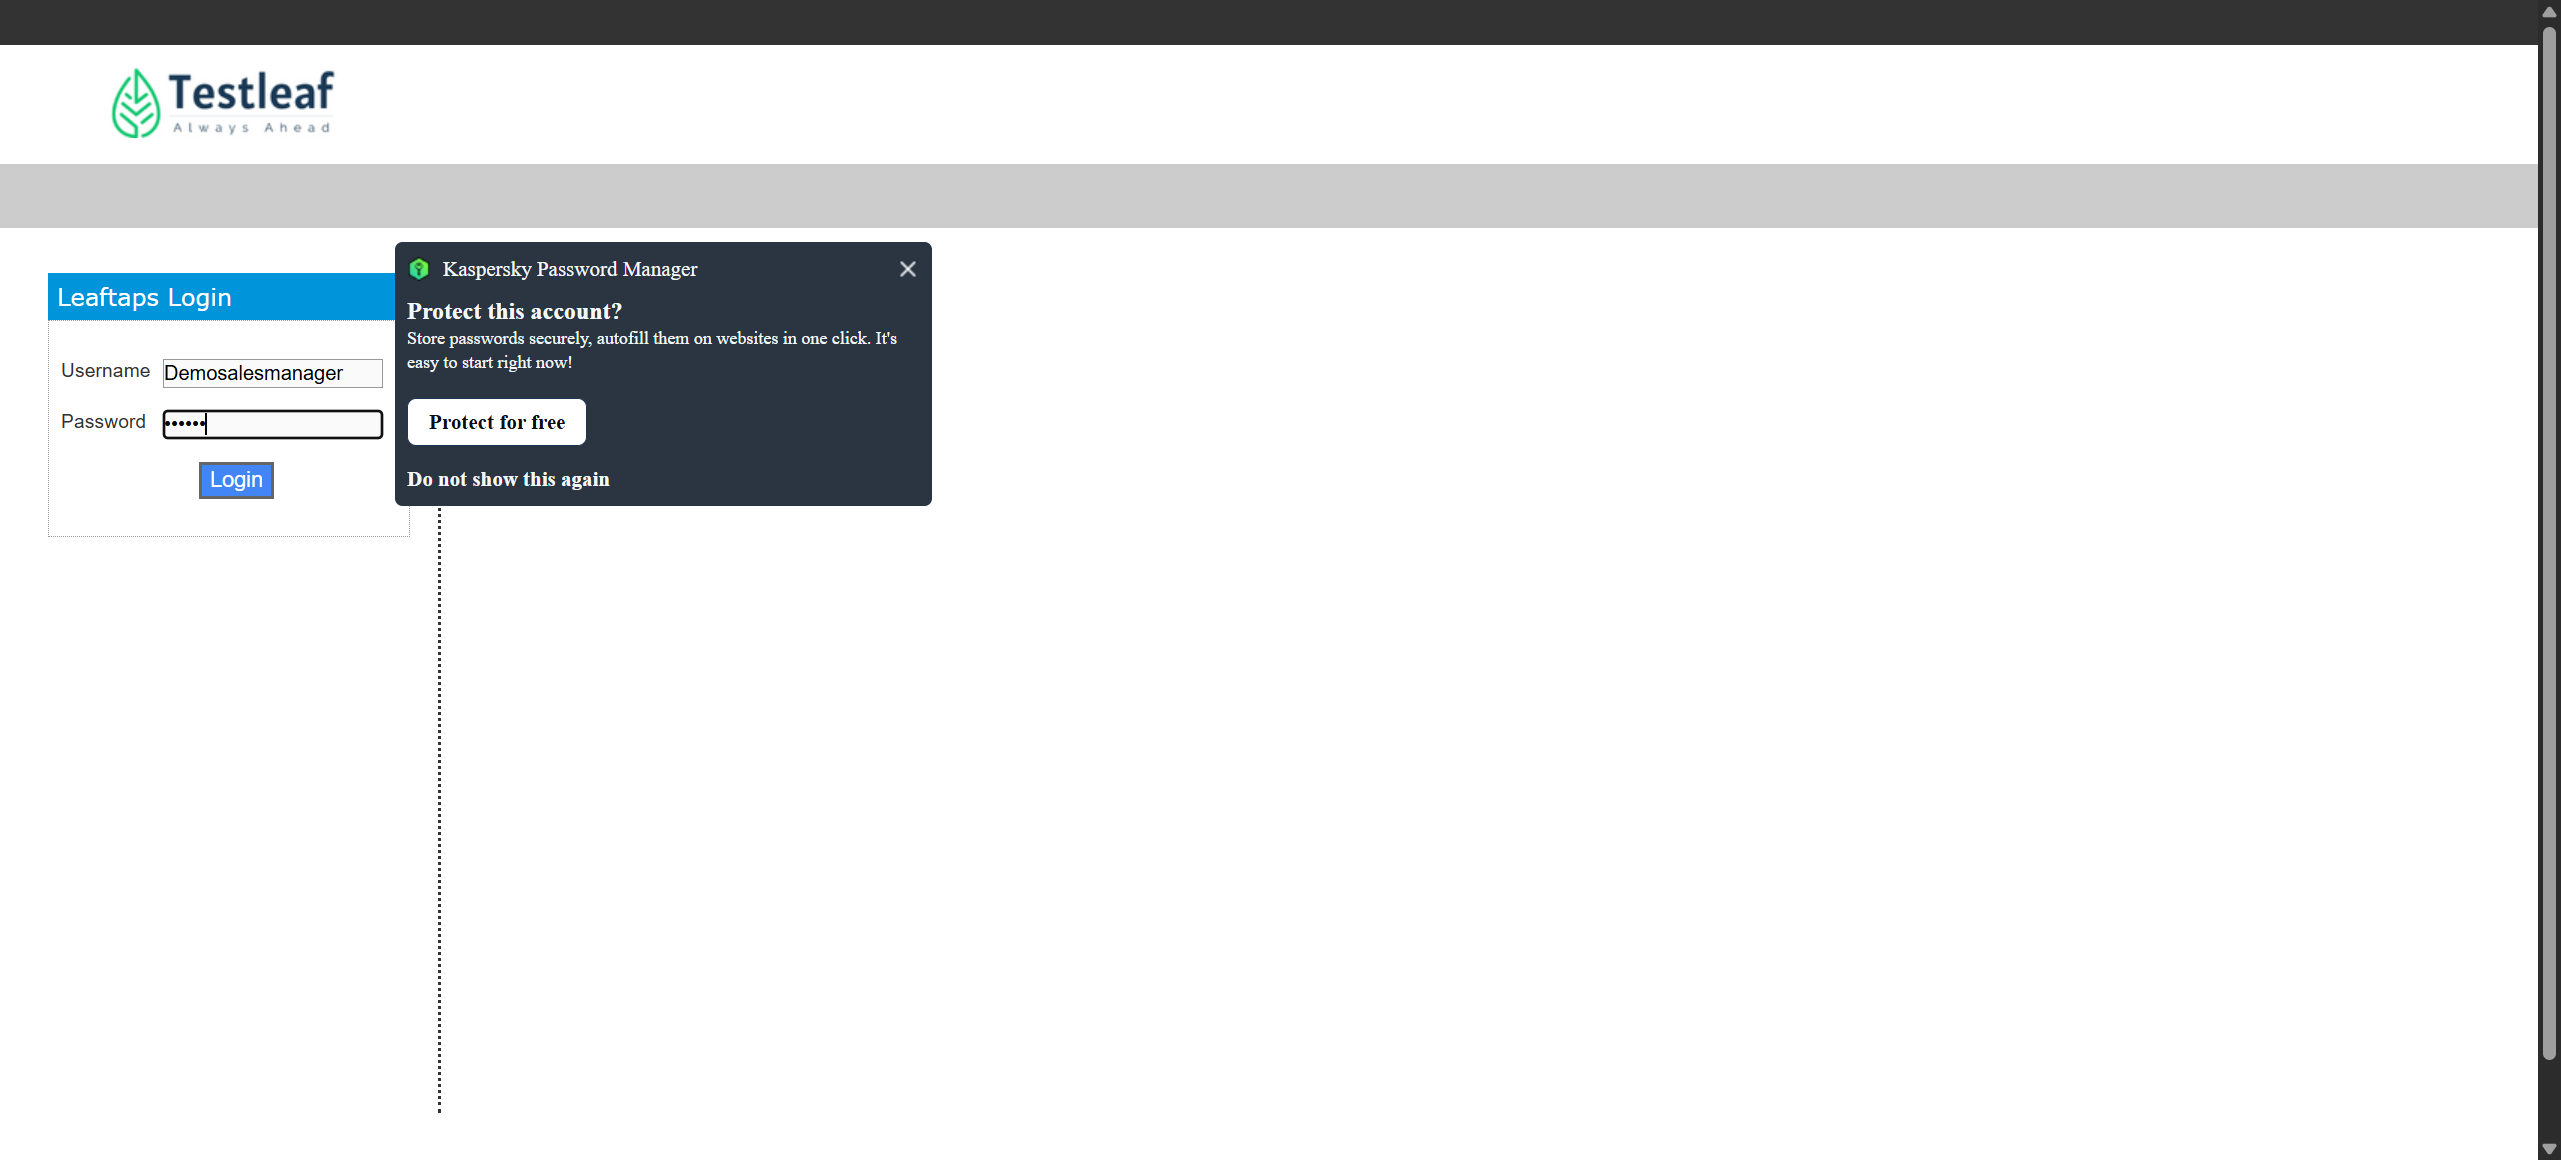 Testleaf
Always Ahead
Leaftaps Login
Username Demosalesmanager
Password ••••••
Login
Kaspersky Password Manager
Protect this account?
Store passwords securely, autofill them on websites in one click. It's
easy to start right now!
Protect for free
Do not show this again